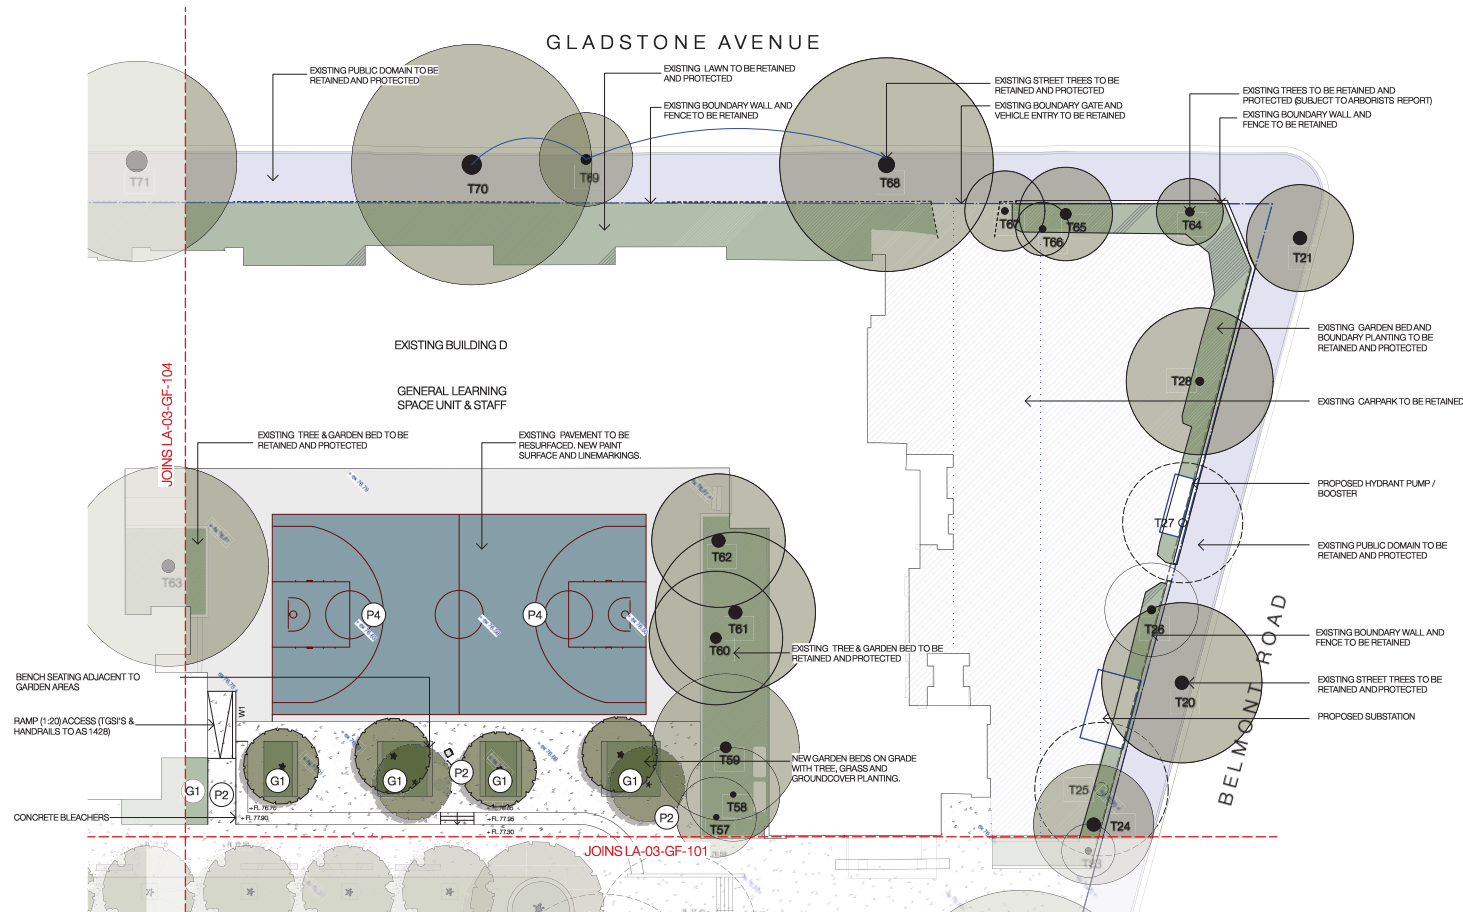 GLADSTONE AVENUE
EXISTING PUBLIC DOMAIN TO BE
RETAINED AND PROTECTED
EXISTING LAWN TO BE RETAINED
AND PROTECTED
EXISTING BOUNDARY WALL AND
FENCE TO BE RETAINED
EXISTING STREET TREES TO BE
RETAINED AND PROTECTED
EXISTING BOUNDARY GATE AND
VEHICLE ENTRY TO BE RETAINED
EXISTING TREES TO BE RETAINED AND
PROTECTED (SUBJECT TO ARBORISTS REPORT)
EXISTING BOUNDARY WALL AND
FENCE TO BE RETAINED
T71
T70
T69
T68
T67
T66
T65
T64
T21
EXISTING GARDEN BED AND
BOUNDARY PLANTING TO BE
RETAINED AND PROTECTED
EXISTING BUILDING D
GENERAL LEARNING
SPACE UNIT & STAFF
T28
EXISTING CARPARK TO BE RETAINED
JOINS LA-03-GF-104
EXISTING TREE & GARDEN BED TO BE
RETAINED AND PROTECTED
EXISTING PAVEMENT TO BE
RESURFACED. NEW PAINT
SURFACE AND LINEMARKINGS.
PROPOSED HYDRANT PUMP /
BOOSTER
T27
EXISTING PUBLIC DOMAIN TO BE
RETAINED AND PROTECTED
T62
T63
P4
P4
T61
T60
T26
EXISTING BOUNDARY WALL AND
FENCE TO BE RETAINED
EXISTING TREE & GARDEN BED TO BE
RETAINED AND PROTECTED
BENCH SEATING ADJACENT TO
GARDEN AREAS
EXISTING STREET TREES TO BE
RETAINED AND PROTECTED
T20
BELMONT ROAD
RAMP (1:20) ACCESS (TGSI'S &
HANDRAILS TO AS 1428)
W1
PROPOSED SUBSTATION
T59
NEW GARDEN BEDS ON GRADE
WITH TREE, GRASS AND
GROUNDCOVER PLANTING.
G1
G1
P2
G1
G1
G1
P2
T25
T58
T57
P2
T24
CONCRETE BLEACHERS
+FL 77.90
+FL 77.95
+FL 77.30
JOINS LA-03-GF-101